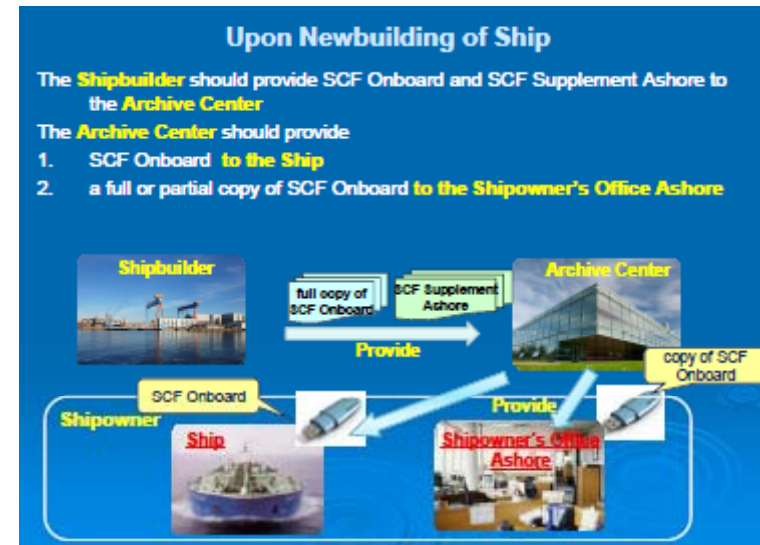 Upon Newbuilding of Ship
The Shipbuilder should provide SCF Onboard and SCF Supplement Ashore to
the Archive Center
The Archive Center should provide
1. SCF Onboard to the Ship
2. a full or partial copy of SCF Onboard to the Shipowner's Office Ashore
Shipbuilder
full copy of
SCF Onboard
SCF Supplement
Ashore
Archive Center
Provide
copy of SCF
Onboard
SCF Onboard
Shipowner
Provide
Ship
Shipowner's Office
Ashore